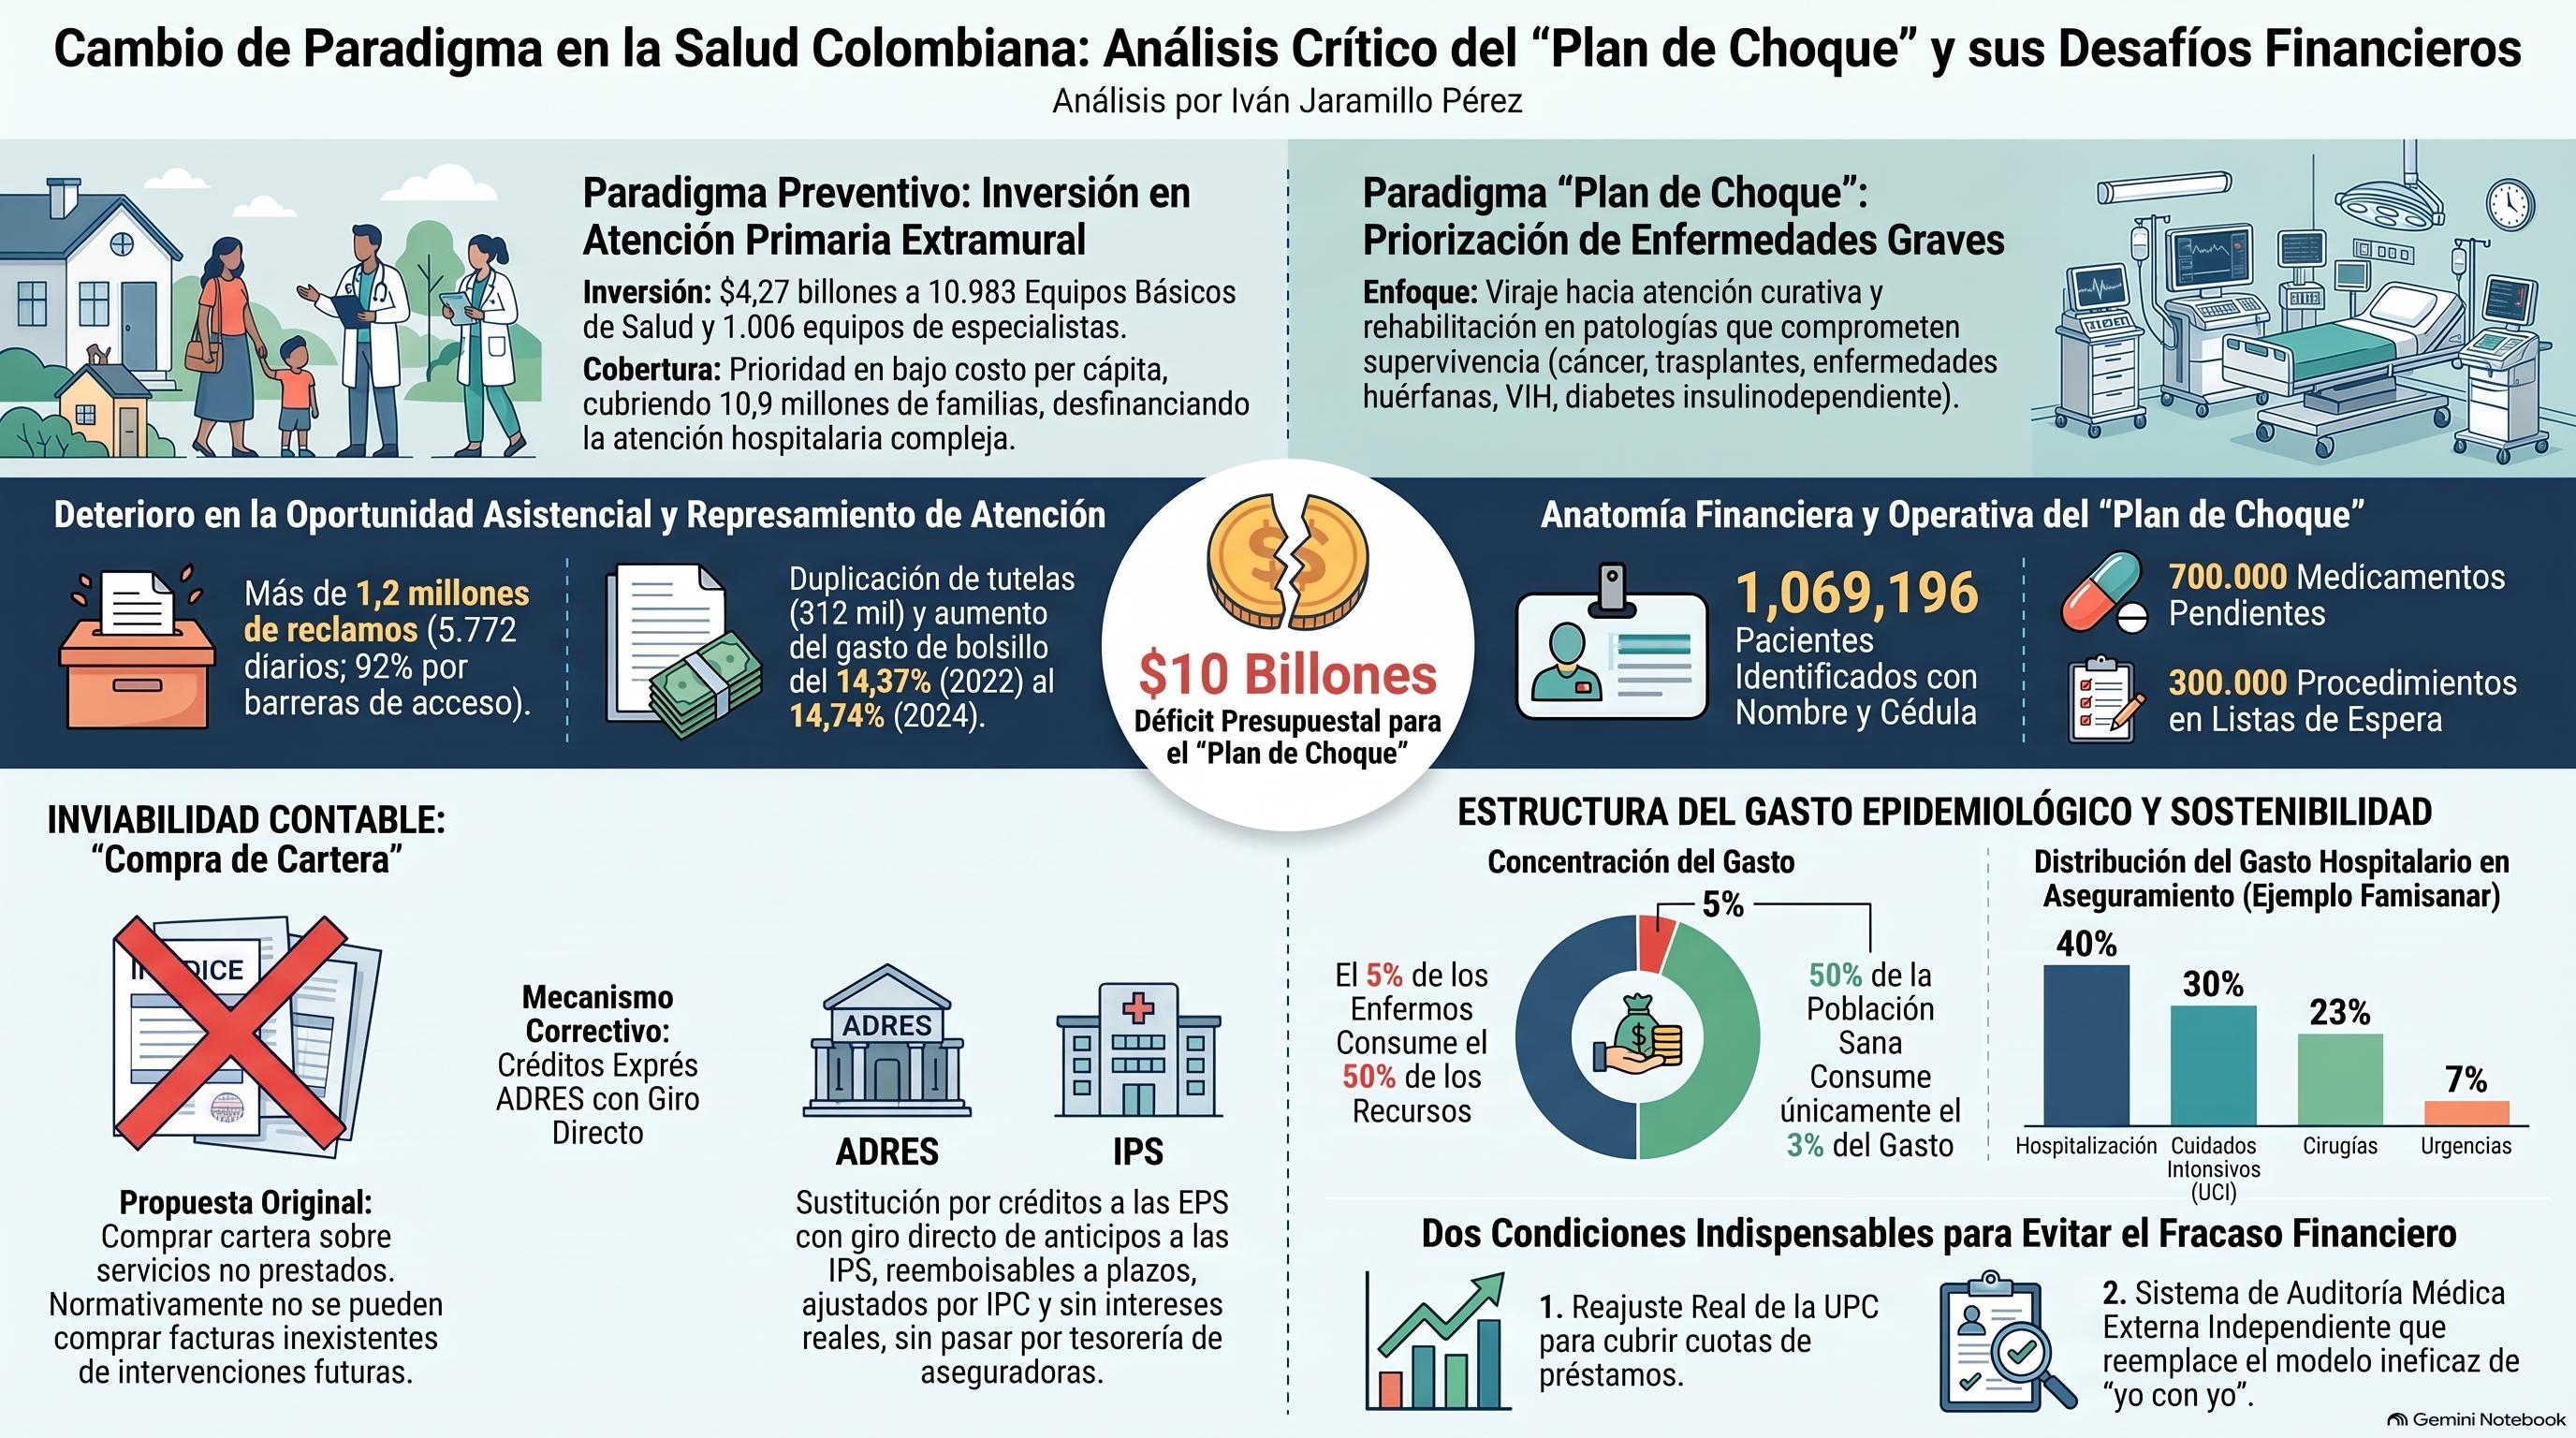 Cambio de Paradigma en la Salud Colombiana: Análisis Crítico del “Plan de Choque” y sus Desafíos Financieros
Análisis por Iván Jaramillo Pérez
Paradigma Preventivo: Inversión en
Atención Primaria Extramural
Inversión: $4,27 billones a 10.983 Equipos Básicos
de Salud y 1.006 equipos de especialistas.
Cobertura: Prioridad en bajo costo per cápita,
cubriendo 10,9 millones de familias, desfinanciando
la atención hospitalaria compleja.
Paradigma “Plan de Choque”:
Priorización de Enfermedades Graves
Enfoque: Viraje hacia atención curativa y
rehabilitación en patologías que comprometen
supervivencia (cáncer, trasplantes, enfermedades
huérfanas, VIH, diabetes insulinodependiente).
Deterioro en la Oportunidad Asistencial y Represamiento de Atención
Más de 1,2 millones
de reclamos (5.772
diarios; 92% por
barreras de acceso).
Duplicación de tutelas
(312 mil) y aumento
del gasto de bolsillo
del 14,37% (2022) al
14,74% (2024).
$10 Billones
Déficit Presupuestal para
el “Plan de Choque”
Anatomía Financiera y Operativa del “Plan de Choque”
1,069,196
Pacientes
Identificados con
Nombre y Cédula
700.000 Medicamentos
Pendientes
300.000 Procedimientos
en Listas de Espera
INVIABILIDAD CONTABLE:
“Compra de Cartera”
DICE
Propuesta Original:
Comprar cartera sobre
servicios no prestados.
Normativamente no se pueden
comprar facturas inexistentes
de intervenciones futuras.
Mecanismo
Correctivo:
Créditos Exprés
ADRES con Giro
Directo
ADRES
ADRES
IPS
Sustitución por créditos a las EPS
con giro directo de anticipos a las
IPS, reemboisables a plazos,
ajustados por IPC y sin intereses
reales, sin pasar por tesorería de
aseguradoras.
ESTRUCTURA DEL GASTO EPIDEMIOLÓGICO Y SOSTENIBILIDAD
Concentración del Gasto
5%
El 5% de los
Enfermos
Consume el
50% de los
Recursos
50% de la
Población
Sana
Consume
únicamente el
3% del Gasto
Distribución del Gasto Hospitalario en
Aseguramiento (Ejemplo Famisanar)
40%
30%
23%
7%
Hospitalización
Cuidados
Intonsivos
(UCI)
Cirugías
Urgencias
Dos Condiciones Indispensables para Evitar el Fracaso Financiero
1. Reajuste Real de la UPC
para cubrir cuotas de
préstamos.
2. Sistema de Auditoría Médica
Externa Independiente que
reemplace el modelo ineficaz de
“yo con yo”.
Gemini Notebook